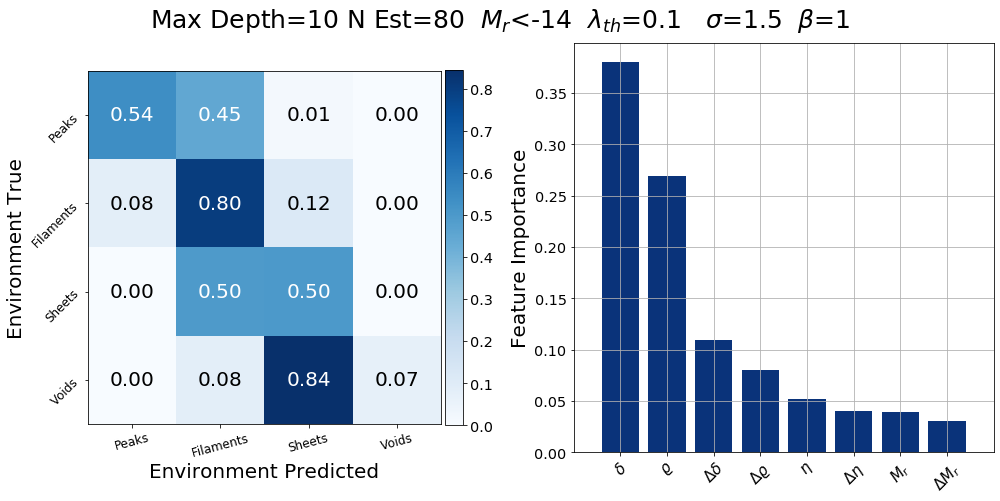 Max Depth=10 N Est=80 M_r<-14 λ_th=0.1 σ=1.5 β=1
Environment True
Peaks
Filaments
Sheets
Voids
0.54 0.45 0.01 0.00
0.08 0.80 0.12 0.00
0.00 0.50 0.50 0.00
0.00 0.08 0.84 0.07
Peaks Filaments Sheets Voids
Environment Predicted
0.8
0.7
0.6
0.5
0.4
0.3
0.2
0.1
0.0
Feature Importance
0.35
0.30
0.25
0.20
0.15
0.10
0.05
0.00
δ ϱ Δδ Δϱ η Δη M_r ΔM_r